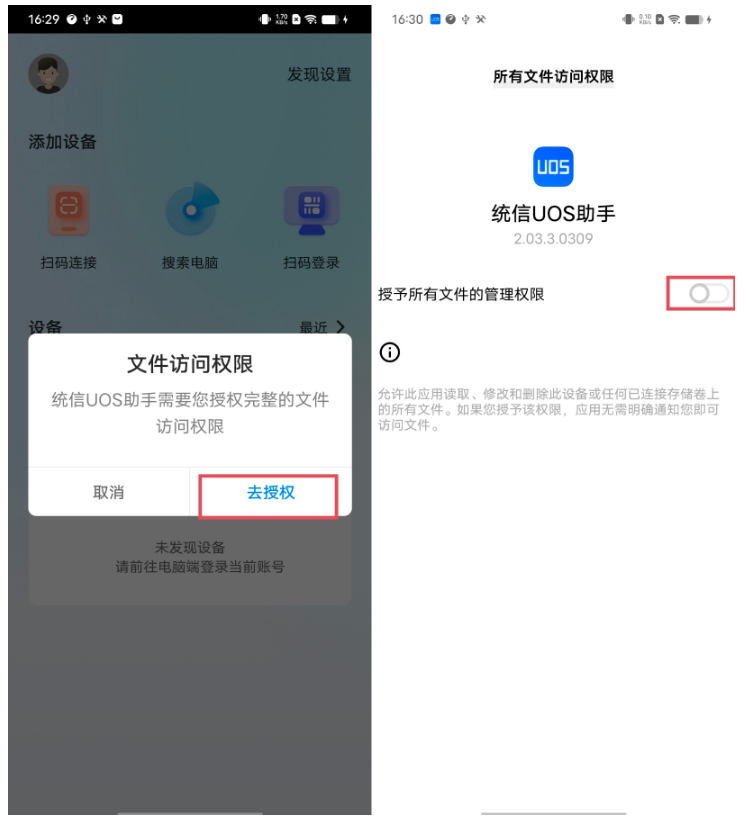 16:29
1.70 KB/s
发现设置
添加设备
扫码连接
搜索电脑
扫码登录
设备
最近
文件访问权限
统信UOS助手需要您授权完整的文件
访问权限
取消
去授权
未发现设备
请前往电脑端登录当前账号
16:30
0.10 KB/s
所有文件访问权限
UOS
统信UOS助手
2.03.3.0309
授予所有文件的管理权限
允许此应用读取、修改和删除此设备或任何已连接存储卷上
的所有文件。如果您授予该权限，应用无需明确通知您即可
访问文件。